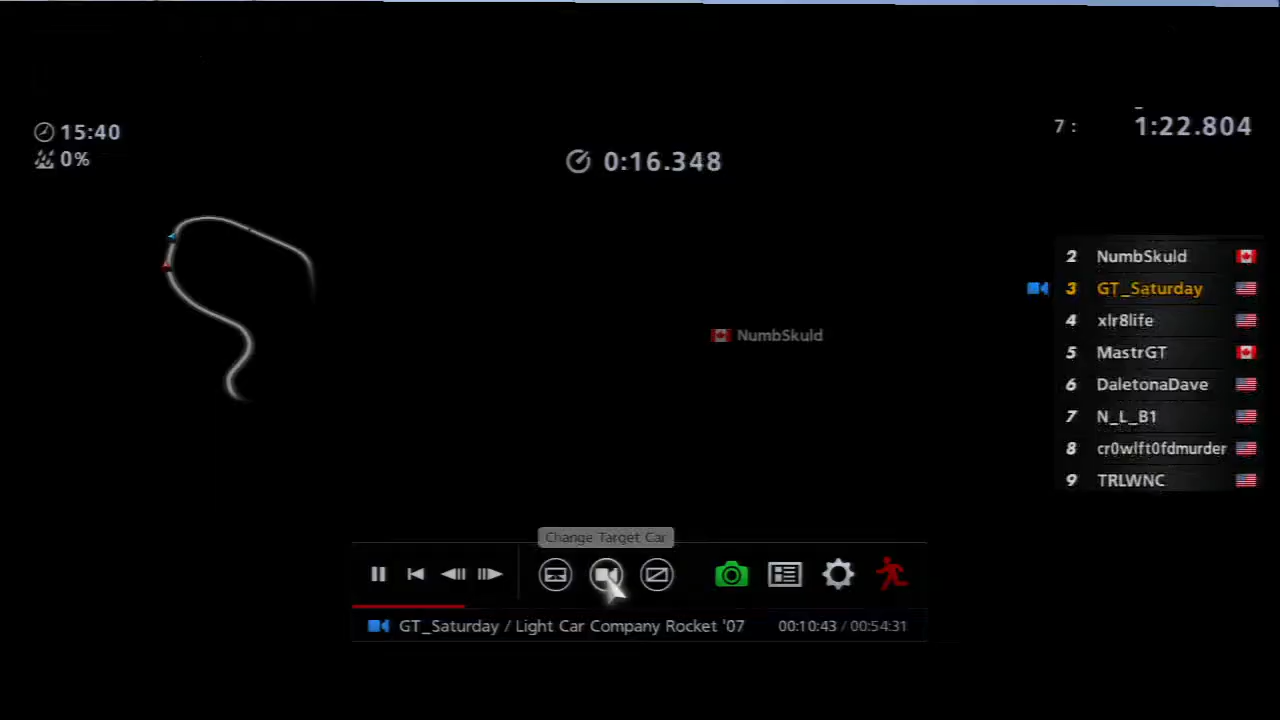 15:40
0%
0:16.348
7 : 1:22.804
2 NumbSkuld
3 GT_Saturday
4 xlr8life
5 MastrGT
6 DaletonaDave
7 N_L_B1
8 cr0wlft0fdmurder
9 TRLWNC
NumbSkuld
Change Target Car
GT_Saturday / Light Car Company Rocket '07 00:10:43 / 00:54:31